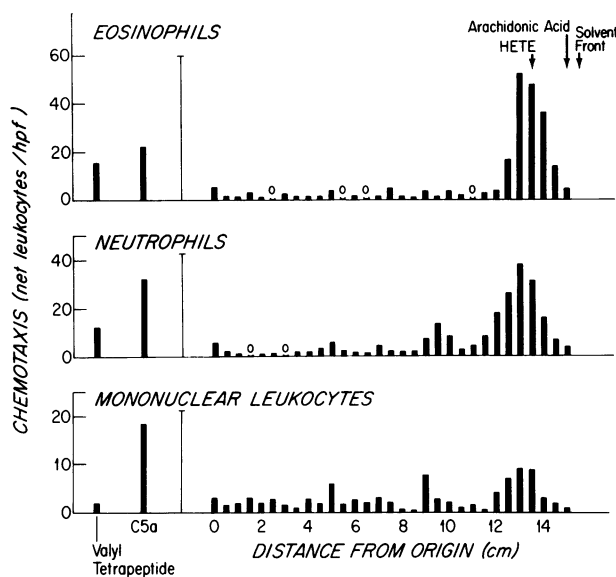 EOSINOPHILS
Arachidonic Acid
HETE
Solvent
Front
60
40
20
0
o o o o
NEUTROPHILS
40
20
0
o o
MONONUCLEAR LEUKOCYTES
20
10
0
CHEMOTAXIS (net leukocytes/hpf)
C5a
0 2 4 6 8 10 12 14
Valyl
Tetrapeptide
DISTANCE FROM ORIGIN (cm)